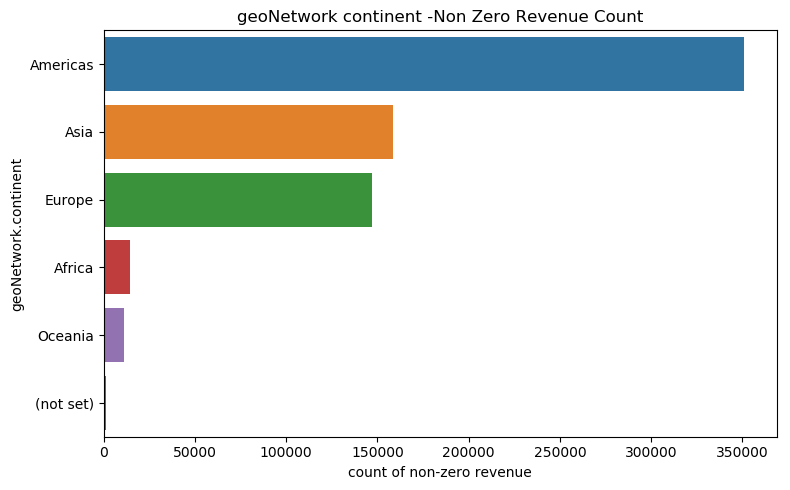 geoNetwork continent -Non Zero Revenue Count
geoNetwork.continent
Americas
Asia
Europe
Africa
Oceania
(not set)
0 50000 100000 150000 200000 250000 300000 350000
count of non-zero revenue